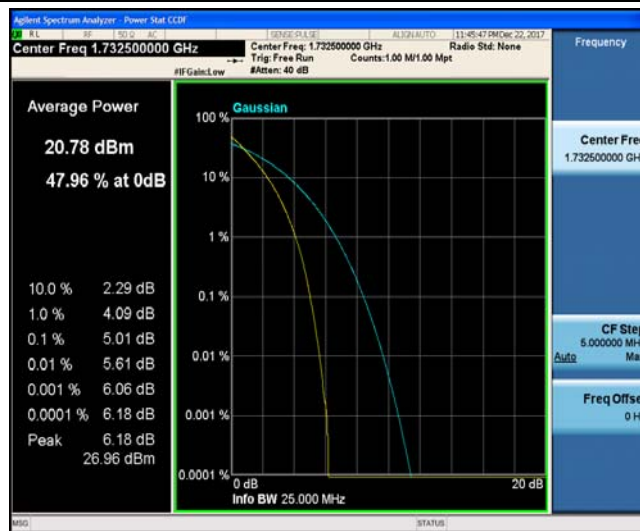 Agilent Spectrum Analyzer - Power Stat CCDF
RL RF 50 Ω AC SENSE:PULSE ALIGN AUTO 11:45:47 PM Dec 22, 2017
Center Freq 1.732500000 GHz
Center Freq: 1.732500000 GHz Radio Std: None
Trig: Free Run Counts:1.00 M/1.00 Mpt
#IFGain:Low #Atten: 40 dB
Frequency
Average Power
20.78 dBm
47.96 % at 0dB
10.0 % 2.29 dB
1.0 % 4.09 dB
0.1 % 5.01 dB
0.01 % 5.61 dB
0.001 % 6.06 dB
0.0001 % 6.18 dB
Peak 6.18 dB
26.96 dBm
Gaussian
100 %
10 %
1 %
0.1 %
0.01 %
0.001 %
0.0001 %
0 dB 20 dB
Info BW 25.000 MHz
Center Fre
1.732500000 GH
CF Step
5.000000 MH
Auto Ma
Freq Offse
0 H
MSG STATUS